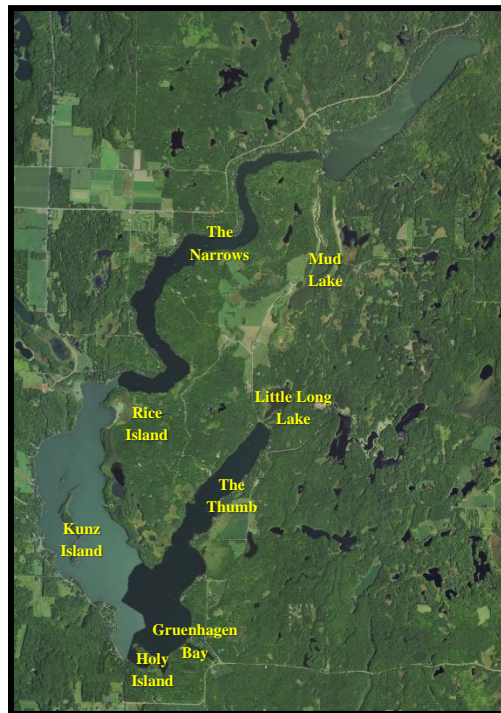 The
Narrows
Mud
Lake
Little Long
Lake
Rice
Island
The
Thumb
Kunz
Island
Gruenhagen
Bay
Holy
Island